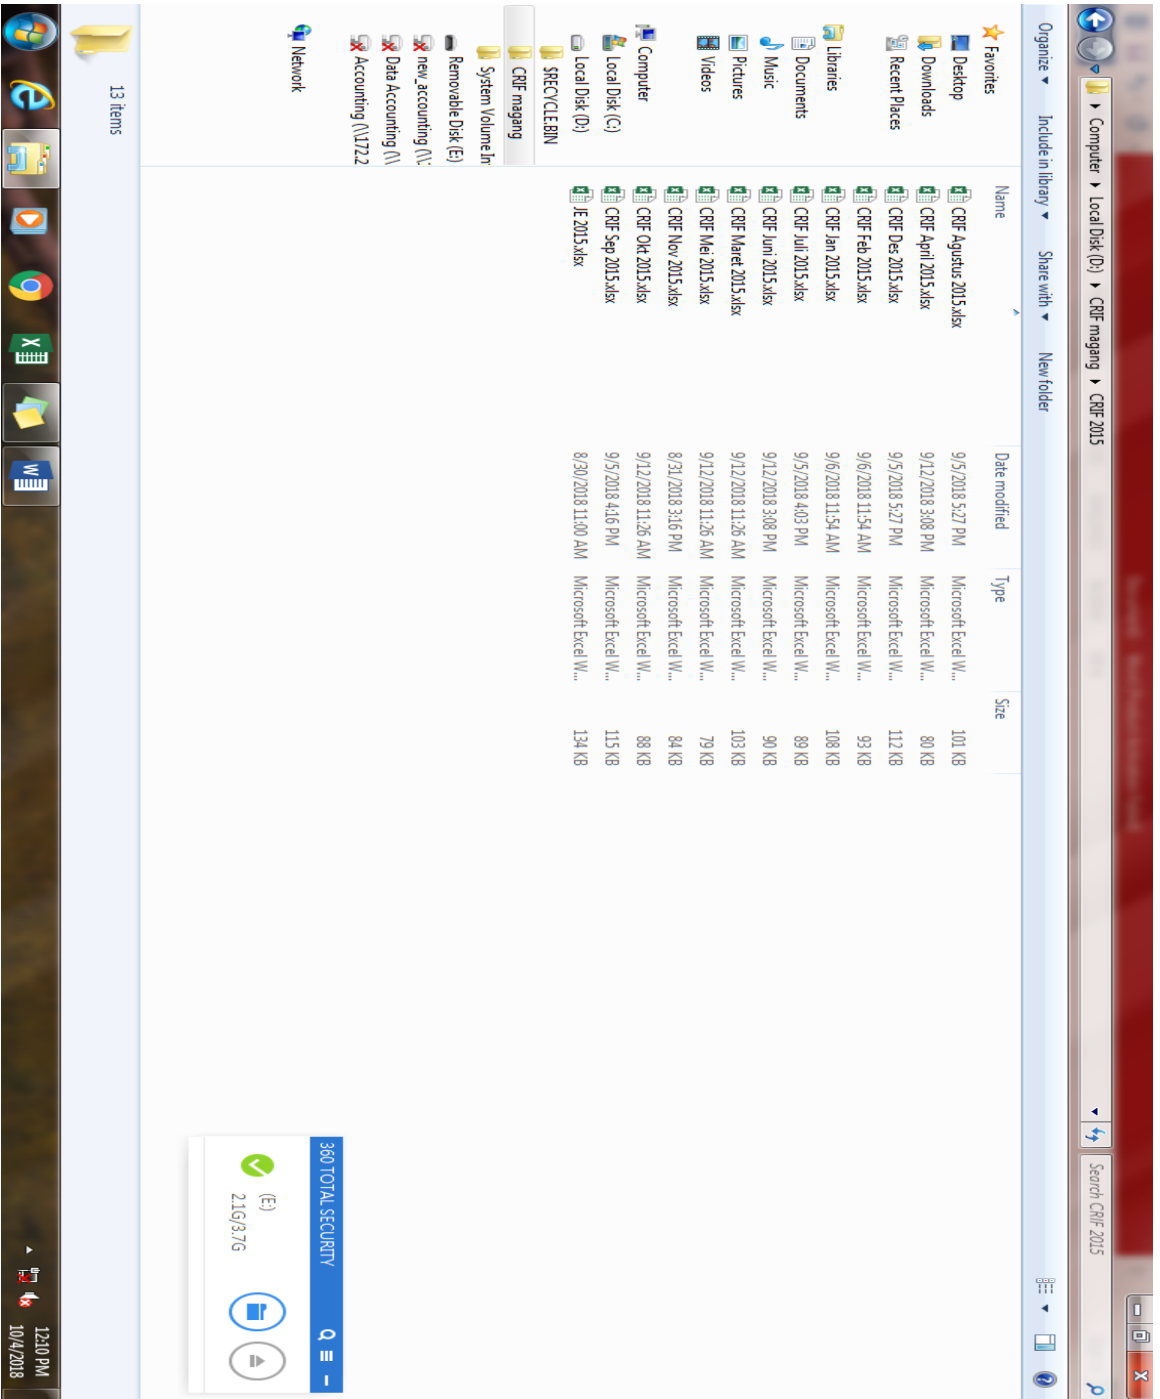 Computer ▸ Local Disk (D:) ▸ CRIF magang ▸ CRIF 2015
Search CRIF 2015
Organize Include in library Share with New folder
Favorites
Desktop
Downloads
Recent Places
Libraries
Documents
Music
Pictures
Videos
Computer
Local Disk (C:)
Local Disk (D:)
$RECYCLE.BIN
CRIF magang
System Volume In
Removable Disk (E:)
new_accounting (\\
Data Accounting (\\
Accounting (\\172.2
Network
Name Date modified Type Size
CRIF Agustus 2015.xlsx 9/5/2018 5:27 PM Microsoft Excel W... 101 KB
CRIF April 2015.xlsx 9/12/2018 3:08 PM Microsoft Excel W... 80 KB
CRIF Des 2015.xlsx 9/5/2018 5:27 PM Microsoft Excel W... 112 KB
CRIF Feb 2015.xlsx 9/6/2018 11:54 AM Microsoft Excel W... 93 KB
CRIF Jan 2015.xlsx 9/6/2018 11:54 AM Microsoft Excel W... 108 KB
CRIF Juli 2015.xlsx 9/5/2018 4:03 PM Microsoft Excel W... 89 KB
CRIF Juni 2015.xlsx 9/12/2018 3:08 PM Microsoft Excel W... 90 KB
CRIF Maret 2015.xlsx 9/12/2018 11:26 AM Microsoft Excel W... 103 KB
CRIF Mei 2015.xlsx 9/12/2018 11:26 AM Microsoft Excel W... 79 KB
CRIF Nov 2015.xlsx 8/31/2018 3:16 PM Microsoft Excel W... 84 KB
CRIF Okt 2015.xlsx 9/12/2018 11:26 AM Microsoft Excel W... 88 KB
CRIF Sep 2015.xlsx 9/5/2018 4:16 PM Microsoft Excel W... 115 KB
JE 2015.xlsx 8/30/2018 11:00 AM Microsoft Excel W... 134 KB
360 TOTAL SECURITY
(E:)
2.1G/3.7G
13 items
12:10 PM
10/4/2018